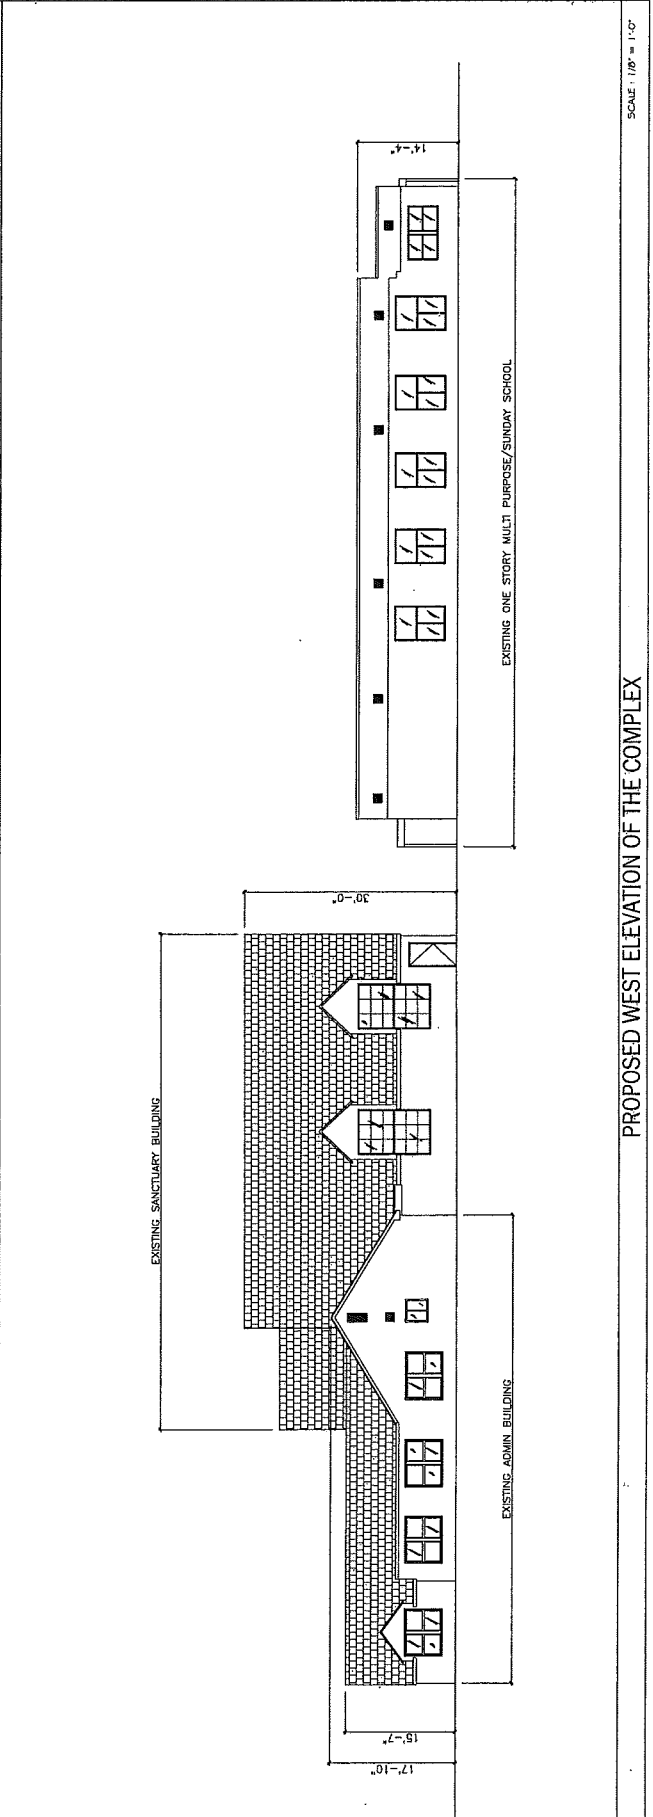 EXISTING SANCTUARY BUILDING
17'-10"
15'-7"
30'-0"
14'-4"
EXISTING ADMIN BUILDING
EXISTING ONE STORY MULTI PURPOSE/SUNDAY SCHOOL
PROPOSED WEST ELEVATION OF THE COMPLEX
SCALE : 1/8" = 1'-0"